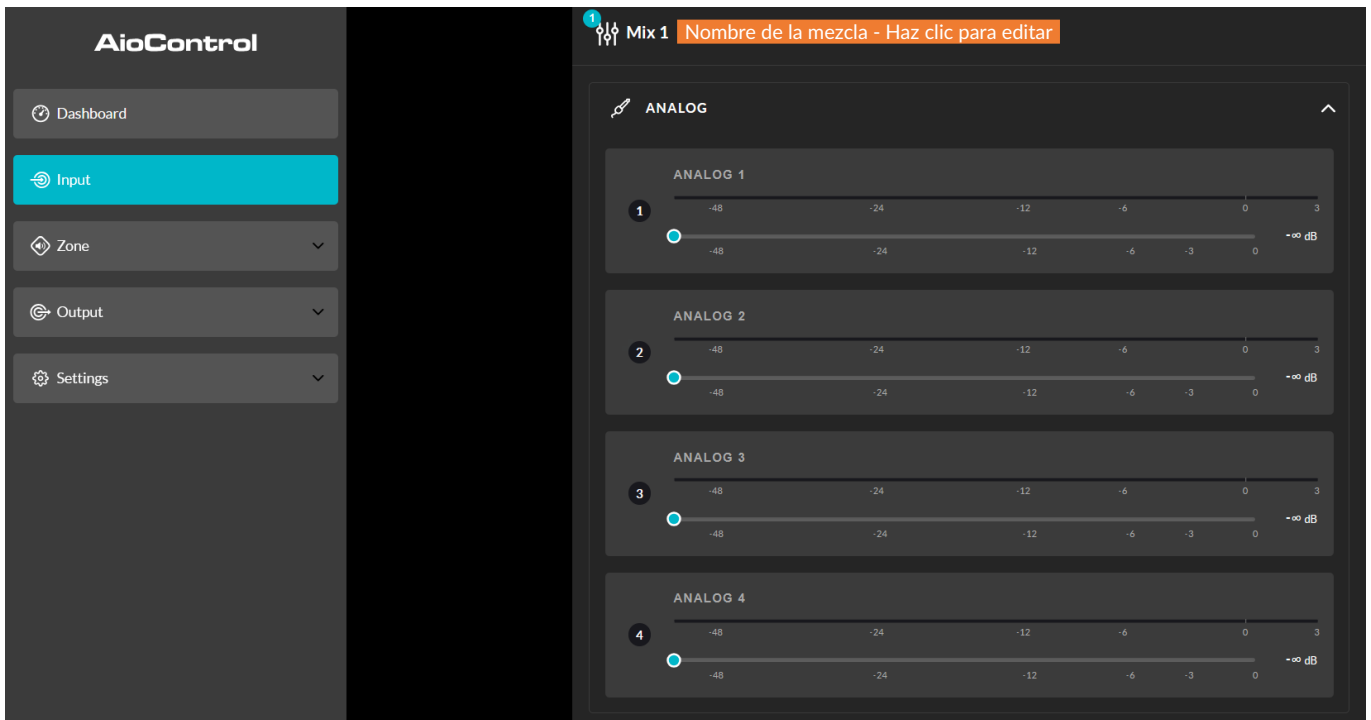 AioControl
Dashboard
Input
Zone
Output
Settings
1
Mix 1 Nombre de la mezcla - Haz clic para editar
ANALOG
ANALOG 1
1
-48 -24 -12 -6 0 3
-∞ dB
-48 -24 -12 -6 -3 0
ANALOG 2
2
-48 -24 -12 -6 0 3
-∞ dB
-48 -24 -12 -6 -3 0
ANALOG 3
3
-48 -24 -12 -6 0 3
-∞ dB
-48 -24 -12 -6 -3 0
ANALOG 4
4
-48 -24 -12 -6 0 3
-∞ dB
-48 -24 -12 -6 -3 0